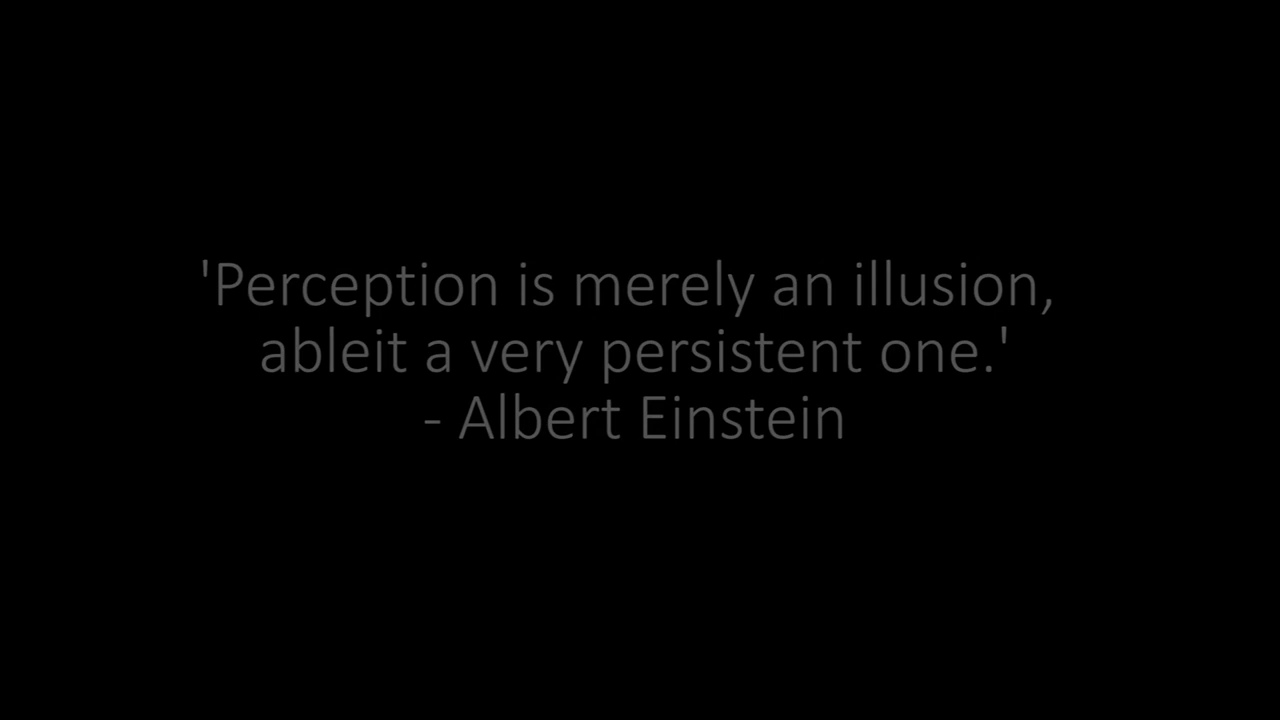 'Perception is merely an illusion,
ableit a very persistent one.'
- Albert Einstein